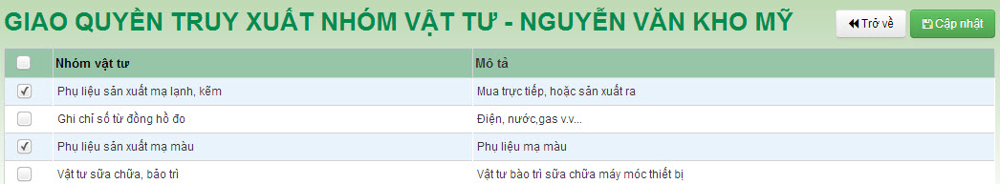 GIAO QUYỀN TRUY XUẤT NHÓM VẬT TƯ - NGUYỄN VĂN KHO MỸ Trở về Cập nhật
Nhóm vật tư Mô tả
Phụ liệu sản xuất mạ lạnh, kẽm Mua trực tiếp, hoặc sản xuất ra
Ghi chỉ số từ đồng hồ đo Điện, nước,gas v.v...
Phụ liệu sản xuất mạ màu Phụ liệu mạ màu
Vật tư sữa chữa, bảo trì Vật tư bào trì sữa chữa máy móc thiết bị